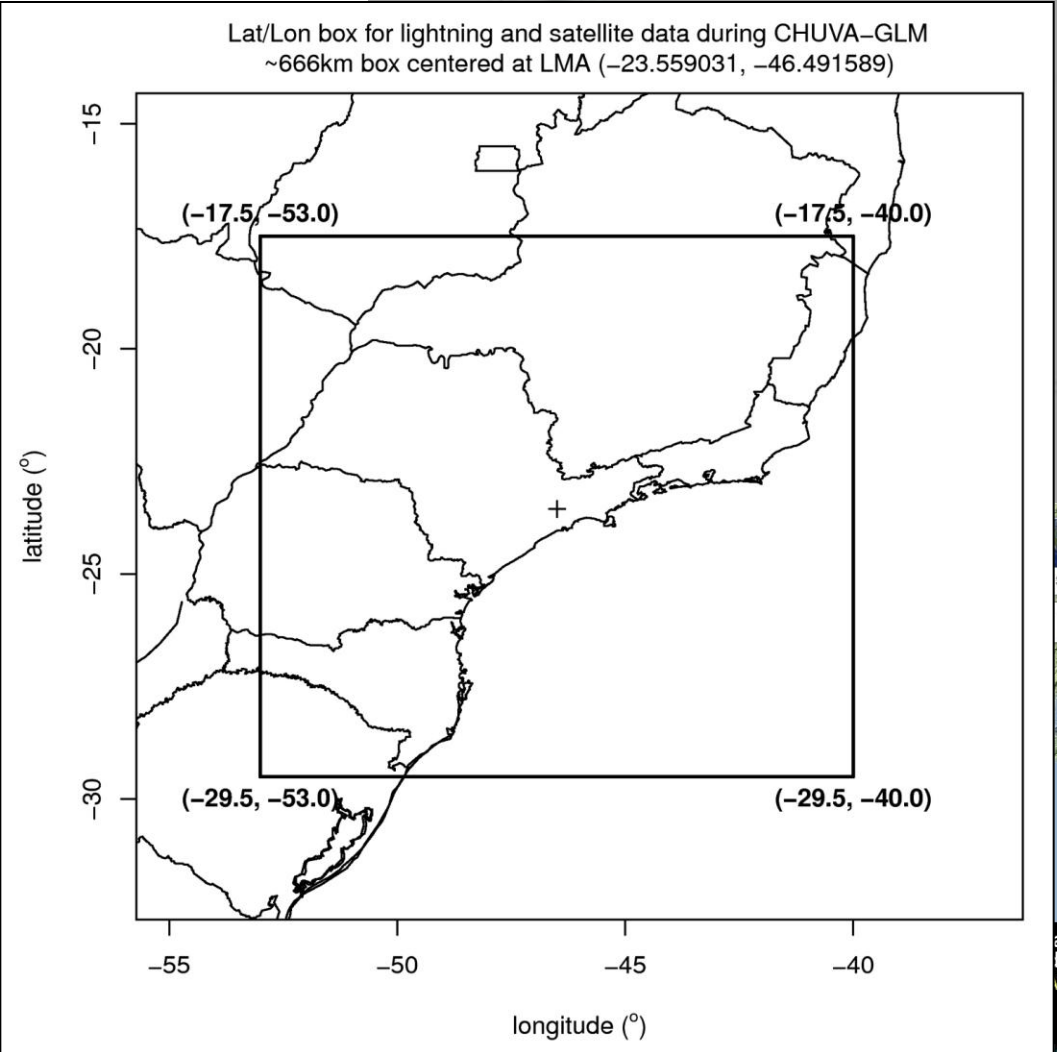 Lat/Lon box for lightning and satellite data during CHUVA−GLM
~666km box centered at LMA (−23.559031, −46.491589)
−15
(−17.5, −53.0) (−17.5, −40.0)
−20
latitude (°)
−25
−30
(−29.5, −53.0) (−29.5, −40.0)
−55 −50 −45 −40
longitude (°)